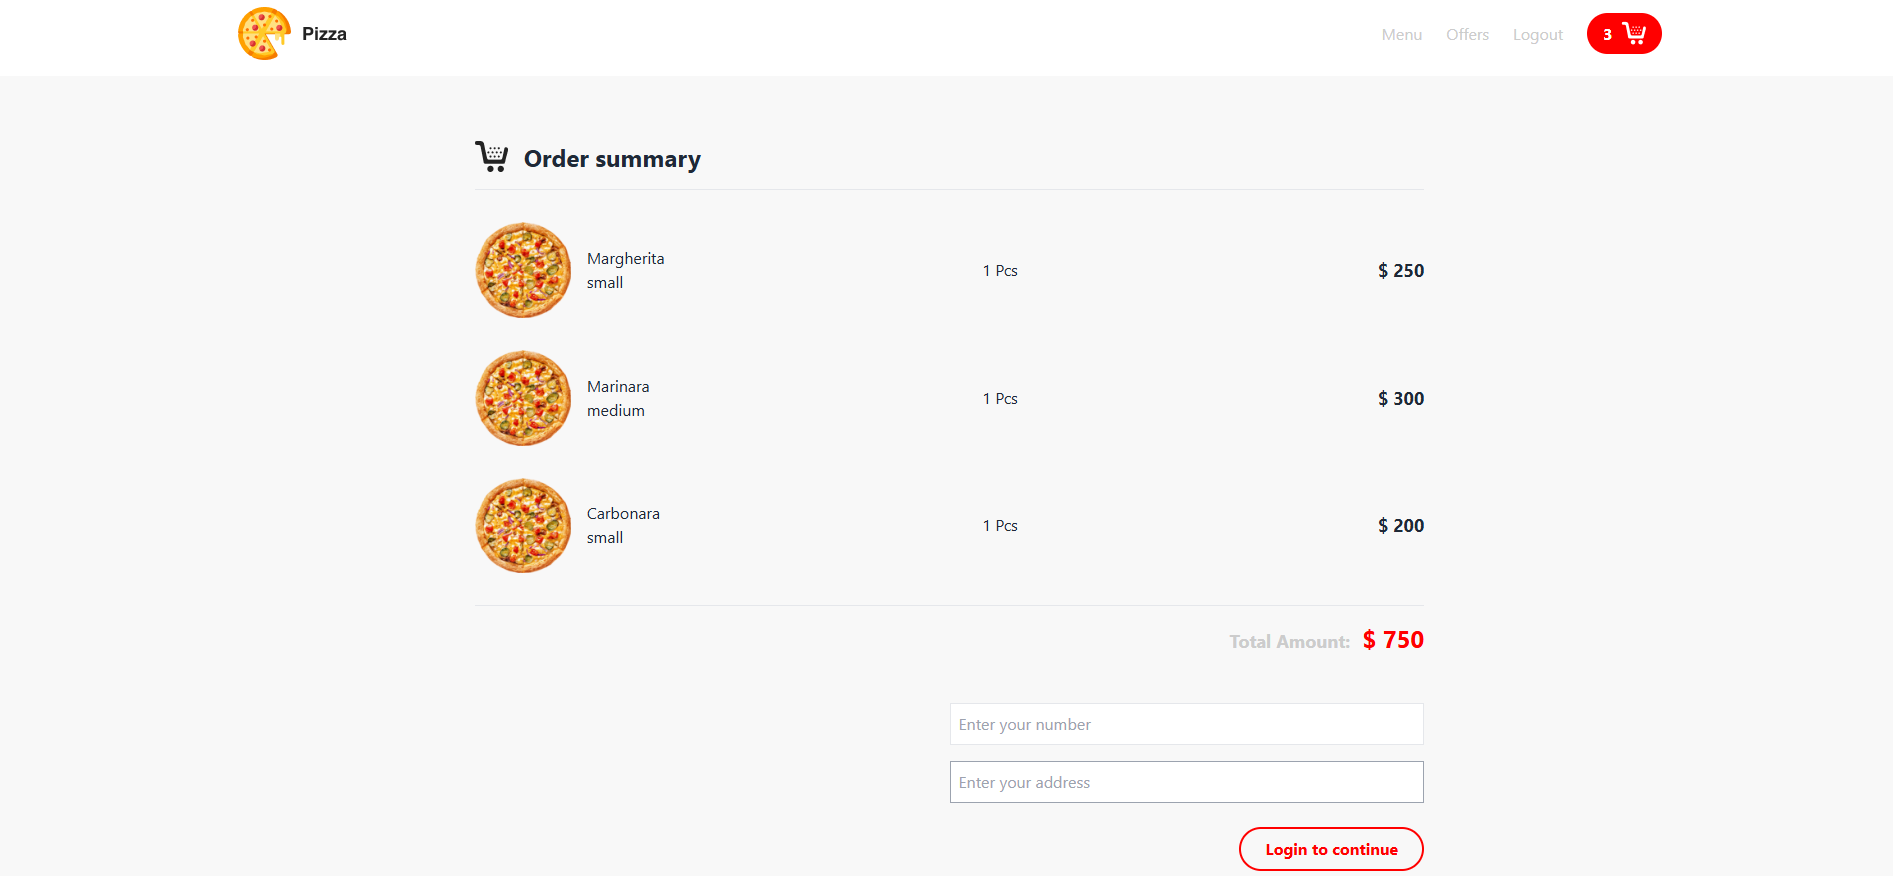 Pizza
Menu Offers Logout 3
Order summary
Margherita
small
1 Pcs
$ 250
Marinara
medium
1 Pcs
$ 300
Carbonara
small
1 Pcs
$ 200
Total Amount: $ 750
Enter your number
Enter your address
Login to continue